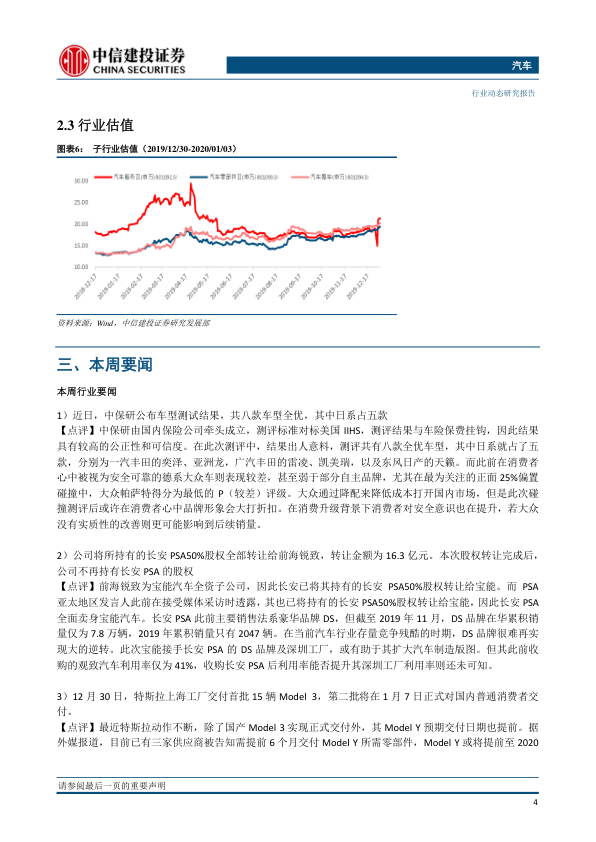 中信建投证券
CHINA SECURITIES
汽车
行业动态研究报告
2.3 行业估值
图表6： 子行业估值（2019/12/30-2020/01/03）
汽车服务Ⅱ(申万) 801092.SI 汽车零部件Ⅱ(申万) 801093.SI 汽车整车(申万) 801094.SI
30.00
25.00
20.00
15.00
10.00
2018-12-17 2019-01-17 2019-02-17 2019-03-17 2019-04-17 2019-05-17 2019-06-17 2019-07-17 2019-08-17 2019-09-17 2019-10-17 2019-11-17 2019-12-17
资料来源：Wind，中信建投证券研究发展部
三、本周要闻
本周行业要闻
1）近日，中保研公布车型测试结果，共八款车型全优，其中日系占五款
【点评】中保研由国内保险公司牵头成立，测评标准对标美国 IIHS，测评结果与车险保费挂钩，因此结果
具有较高的公正性和可信度。在此次测评中，结果出人意料，测评共有八款全优车型，其中日系就占了五
款，分别为一汽丰田的奕泽、亚洲龙，广汽丰田的雷凌、凯美瑞，以及东风日产的天籁。而此前在消费者
心中被视为安全可靠的德系大众车则表现较差，甚至弱于部分自主品牌，尤其在最为关注的正面 25%偏置
碰撞中，大众帕萨特得分为最低的 P（较差）评级。大众通过降配来降低成本打开国内市场，但是此次碰
撞测评后或许在消费者心中品牌形象会大打折扣。在消费升级背景下消费者对安全意识也在提升，若大众
没有实质性的改善则更可能影响到后续销量。
2）公司将所持有的长安 PSA50%股权全部转让给前海锐致，转让金额为 16.3 亿元。本次股权转让完成后，
公司不再持有长安 PSA 的股权
【点评】前海锐致为宝能汽车全资子公司，因此长安已将其持有的长安 PSA50%股权转让给宝能。而 PSA
亚太地区发言人此前在接受媒体采访时透露，其也已将持有的长安 PSA50%股权转让给宝能，因此长安 PSA
全面卖身宝能汽车。长安 PSA 此前主要销售法系豪华品牌 DS，但截至 2019 年 11 月，DS 品牌在华累积销
量仅为 7.8 万辆，2019 年累积销量只有 2047 辆。在当前汽车行业存量竞争残酷的时期，DS 品牌很难再实
现大的逆转。此次宝能接手长安 PSA 的 DS 品牌及深圳工厂，或有助于其扩大汽车制造版图。但其此前收
购的观致汽车利用率仅为 41%，收购长安 PSA 后利用率能否提升其深圳工厂利用率则还未可知。
3）12 月 30 日，特斯拉上海工厂交付首批 15 辆 Model 3，第二批将在 1 月 7 日正式对国内普通消费者交
付。
【点评】最近特斯拉动作不断，除了国产 Model 3 实现正式交付外，其 Model Y 预期交付日期也提前。据
外媒报道，目前已有三家供应商被告知需提前 6 个月交付 Model Y 所需零部件，Model Y 或将提前至 2020
请参阅最后一页的重要声明
4